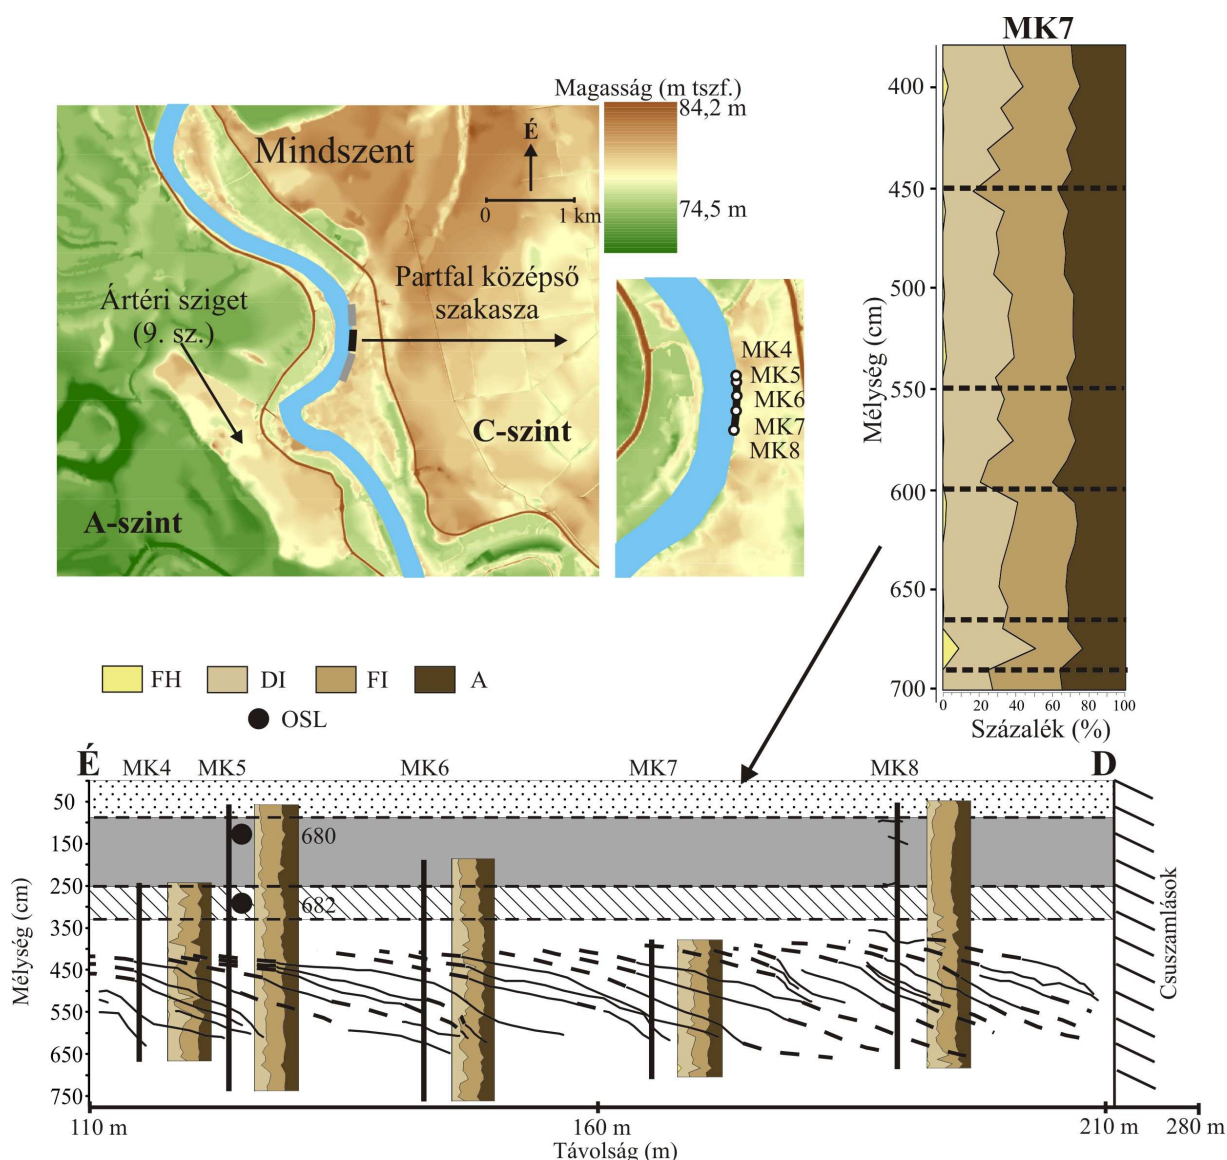 MK7
Magasság (m tszf.)
84,2 m
74,5 m
Mindszent
É
0 1 km
Ártéri sziget
(9. sz.)
Partfal középső
szakasza
C-szint
A-szint
MK4
MK5
MK6
MK7
MK8
Mélység (cm)
400
450
500
550
600
650
700
0 20 40 60 80 100
Százalék (%)
FH DI FI A
OSL
É MK4 MK5 MK6 MK7 MK8 D
Mélység (cm)
50
150
250
350
450
550
650
750
680
682
Csuszamlások
110 m 160 m 210 m 280 m
Távolság (m)